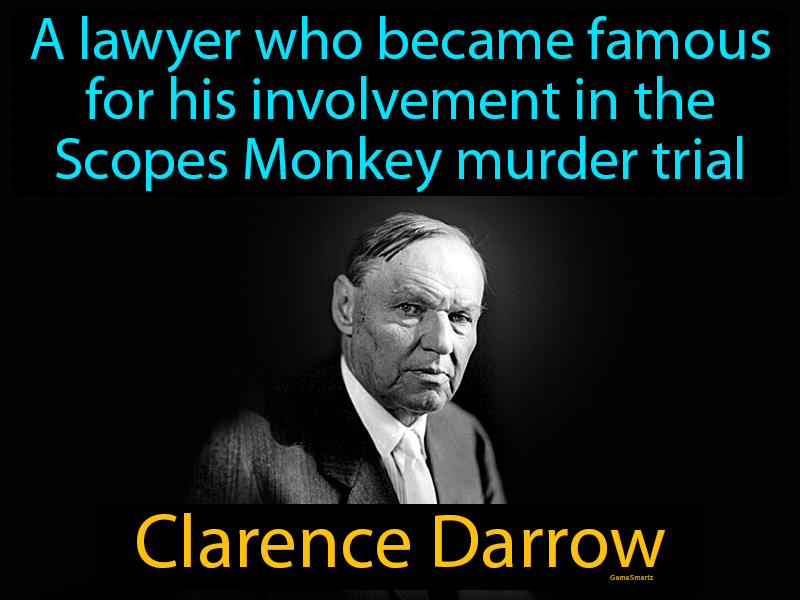 A lawyer who became famous
for his involvement in the
Scopes Monkey murder trial
Clarence Darrow
GameSmartz